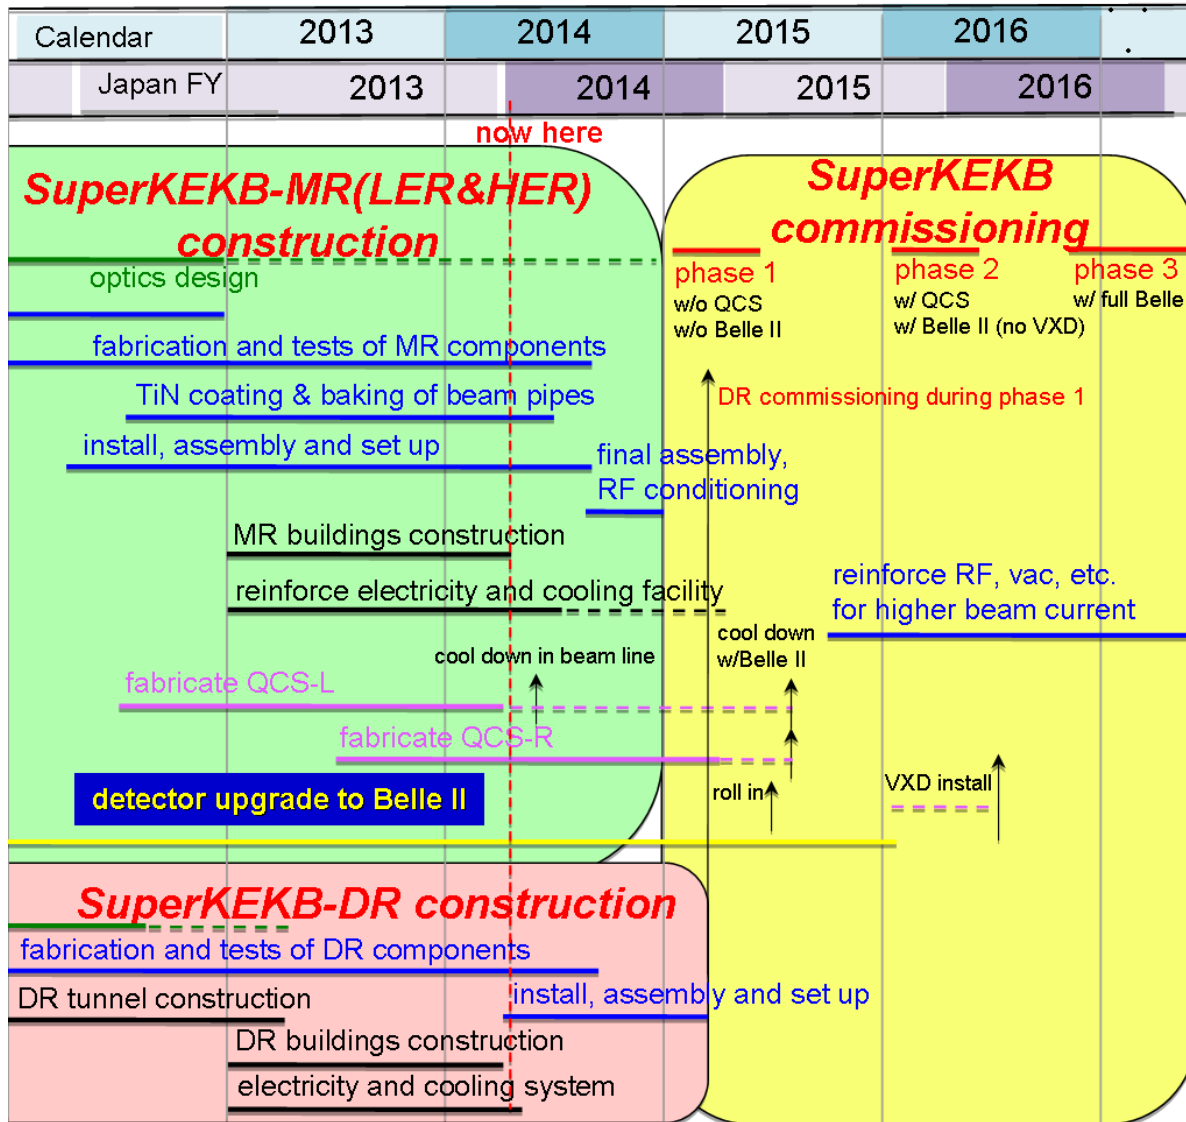 Calendar 2013 2014 2015 2016 . . .
Japan FY 2013 2014 2015 2016
now here
SuperKEKB-MR(LER&HER)
construction
optics design
fabrication and tests of MR components
TiN coating & baking of beam pipes
install, assembly and set up
final assembly,
RF conditioning
MR buildings construction
reinforce electricity and cooling facility
cool down in beam line
fabricate QCS-L
fabricate QCS-R
detector upgrade to Belle II
SuperKEKB
commissioning
phase 1
w/o QCS
w/o Belle II
phase 2
w/ QCS
w/ Belle II (no VXD)
phase 3
w/ full Belle
DR commissioning during phase 1
reinforce RF, vac, etc.
for higher beam current
cool down
w/Belle II
roll in
VXD install
SuperKEKB-DR construction
fabrication and tests of DR components
DR tunnel construction
install, assembly and set up
DR buildings construction
electricity and cooling system